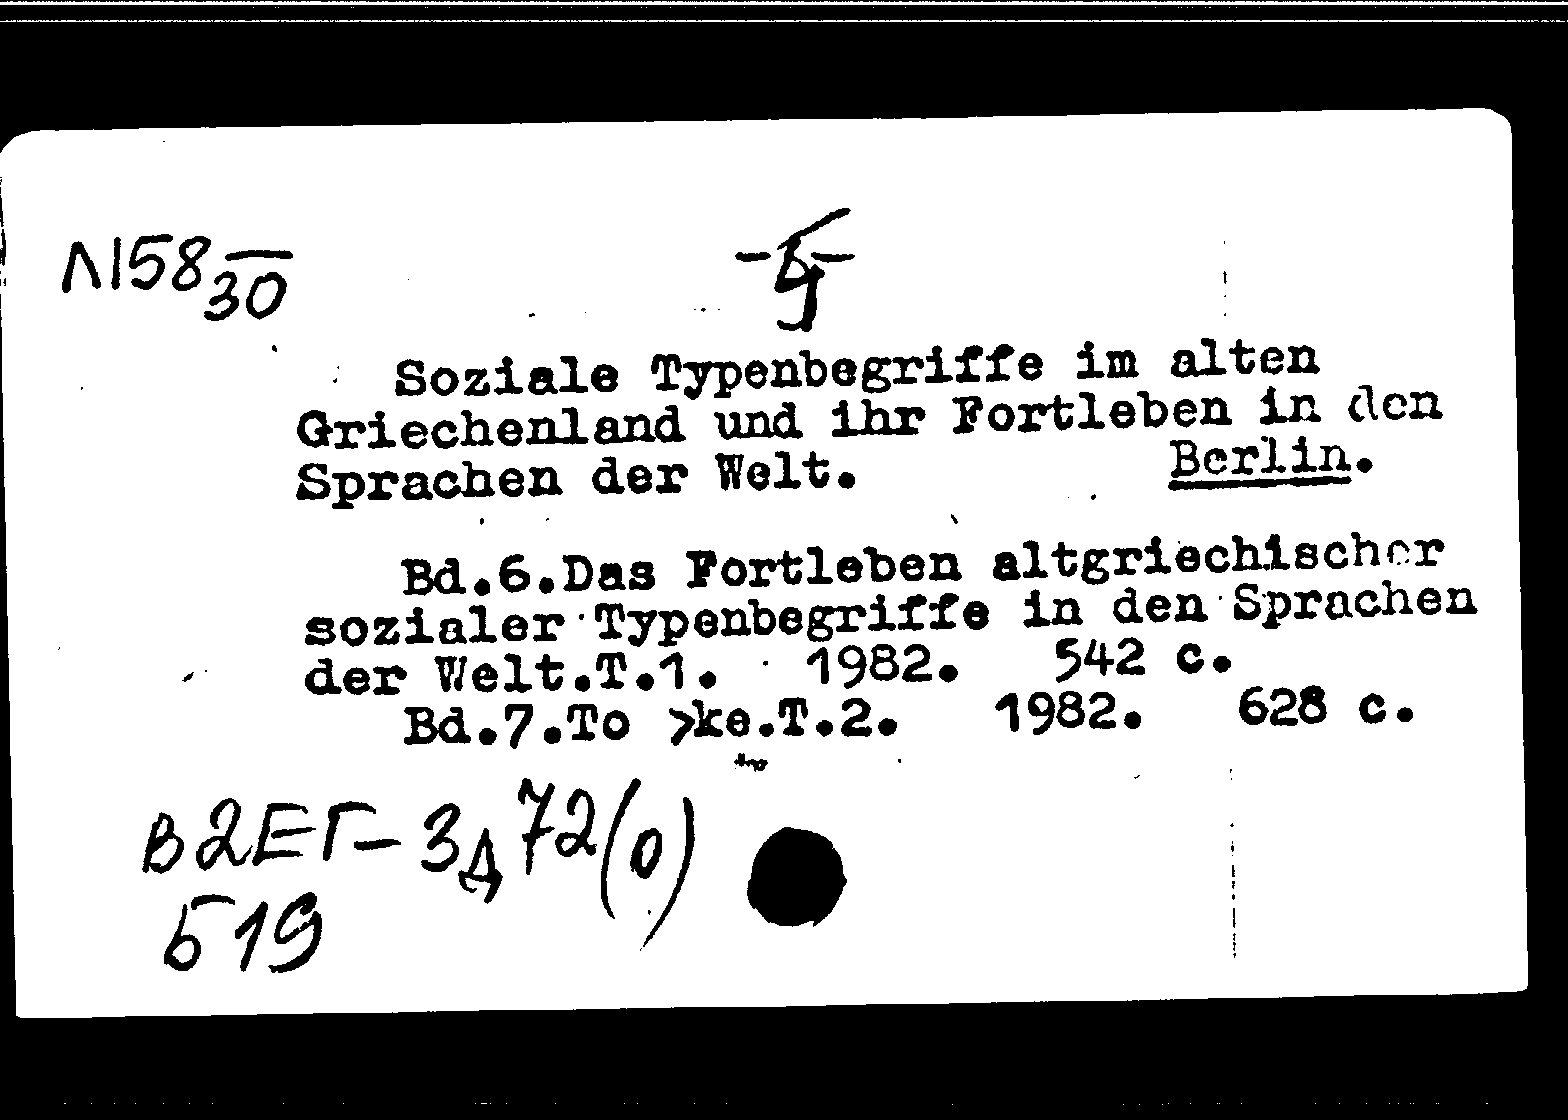 Л158 30
-5-
Soziale Typenbegriffe im alten
Griechenland und ihr Fortleben in den
Sprachen der Welt. Berlin.
Bd.6.Das Fortleben altgriechischer
sozialer Typenbegriffe in den Sprachen
der Welt.T.1. 1982. 542 с.
Bd.7.To >ke.T.2. 1982. 628 с.
В2ЕГ-3д72(0)
Б19